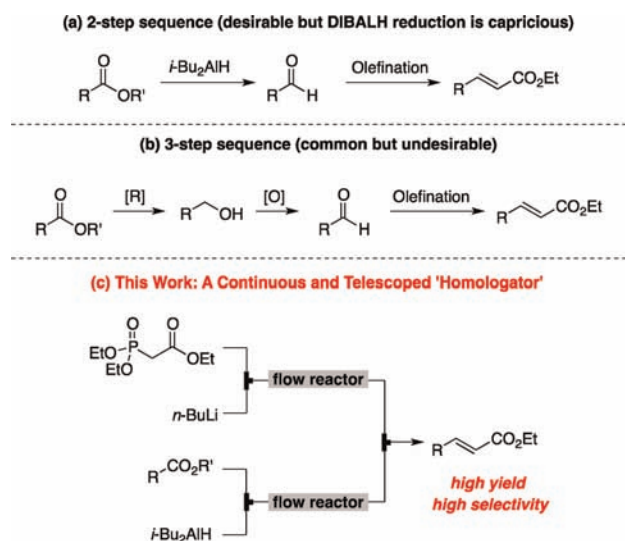 (a) 2-step sequence (desirable but DIBALH reduction is capricious)
O
R
OR'
i-Bu2AlH
O
R
H
Olefination
R
CO2Et
(b) 3-step sequence (common but undesirable)
O
R
OR'
[R]
R
OH
[O]
O
R
H
Olefination
R
CO2Et
(c) This Work: A Continuous and Telescoped 'Homologator'
O
O
EtO
P
OEt
EtO
n-BuLi
flow reactor
R
CO2R'
i-Bu2AlH
flow reactor
R
CO2Et
high yield
high selectivity